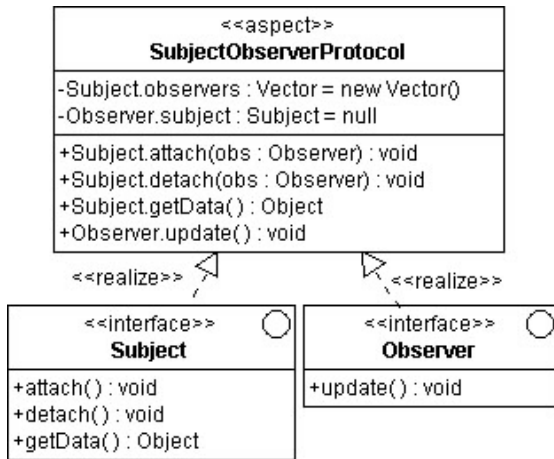 <<aspect>>
SubjectObserverProtocol
-Subject.observers : Vector = new Vector()
-Observer.subject : Subject = null
+Subject.attach(obs : Observer) : void
+Subject.detach(obs : Observer) : void
+Subject.getData() : Object
+Observer.update() : void
<<realize>>
<<realize>>
<<interface>>
Subject
+attach() : void
+detach() : void
+getData() : Object
<<interface>>
Observer
+update() : void